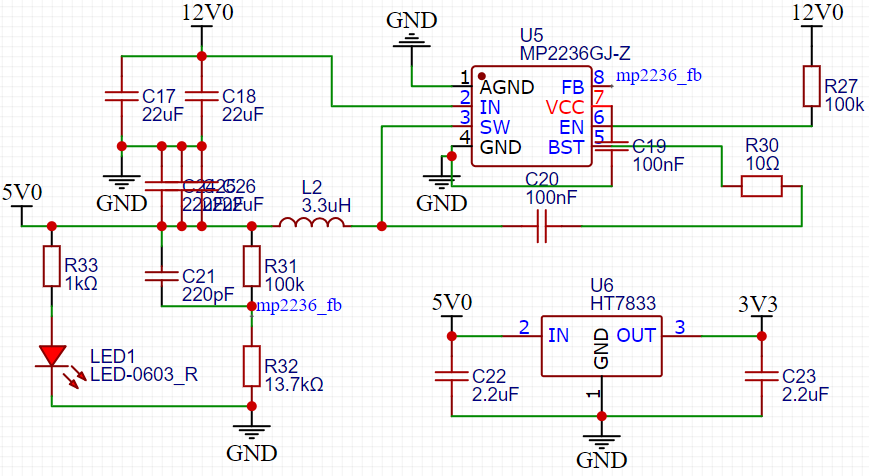 12V0
GND
12V0
U5
MP2236GJ-Z
C17
22uF
C18
22uF
1
AGND
2
IN
3
SW
4
GND
FB
8
mp2236_fb
VCC
7
EN
6
BST
5
R27
100k
C19
100nF
R30
10Ω
C20
100nF
GND
GND
5V0
L2
3.3uH
R33
1kΩ
C21
220pF
R31
100k
mp2236_fb
LED1
LED-0603_R
R32
13.7kΩ
GND
5V0
U6
HT7833
3V3
2
IN
GND
OUT
3
1
C22
2.2uF
C23
2.2uF
GND